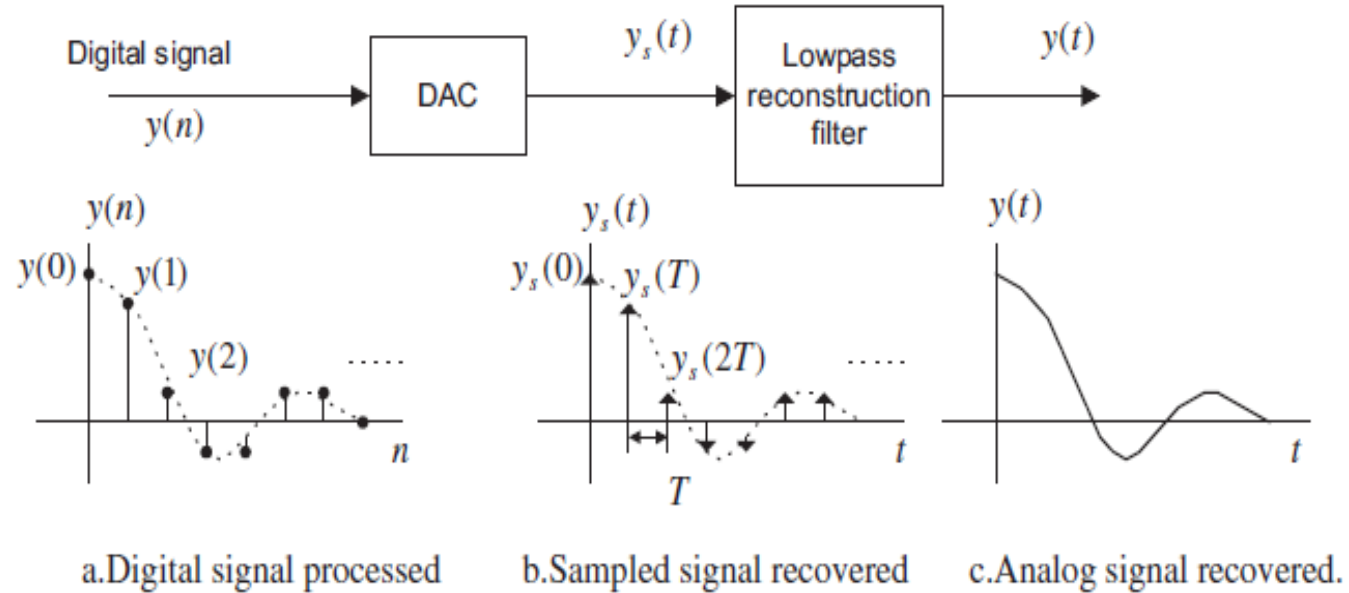 Digital signal
y(n)
DAC
y_s(t)
Lowpass
reconstruction
filter
y(t)
y(n)
y(0)
y(1)
y(2)
n
y_s(t)
y_s(0)
y_s(T)
y_s(2T)
T
t
y(t)
t
a.Digital signal processed
b.Sampled signal recovered
c.Analog signal recovered.